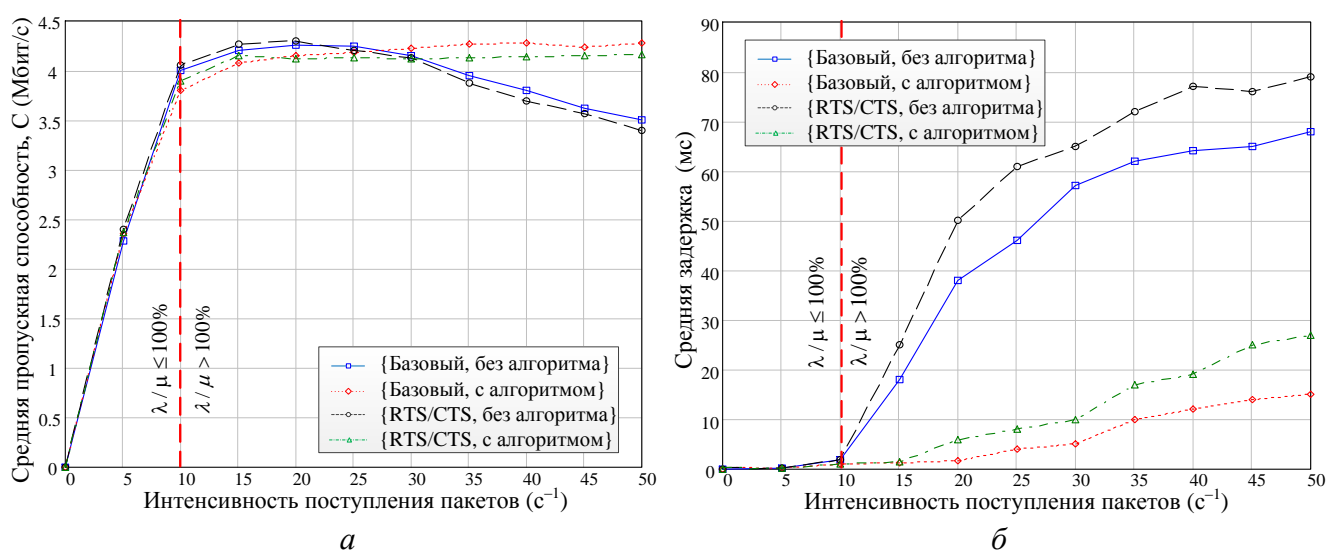 Средняя пропускная способность, С (Мбит/с)
4.5
4
3.5
3
2.5
2
1.5
1
0.5
0
λ / μ ≤ 100%
λ / μ > 100%
{Базовый, без алгоритма}
{Базовый, с алгоритмом}
{RTS/CTS, без алгоритма}
{RTS/CTS, с алгоритмом}
0 5 10 15 20 25 30 35 40 45 50
Интенсивность поступления пакетов (с⁻¹)
а
Средняя задержка (мс)
90
80
70
60
50
40
30
20
10
0
{Базовый, без алгоритма}
{Базовый, с алгоритмом}
{RTS/CTS, без алгоритма}
{RTS/CTS, с алгоритмом}
λ / μ ≤ 100%
λ / μ > 100%
0 5 10 15 20 25 30 35 40 45 50
Интенсивность поступления пакетов (с⁻¹)
б